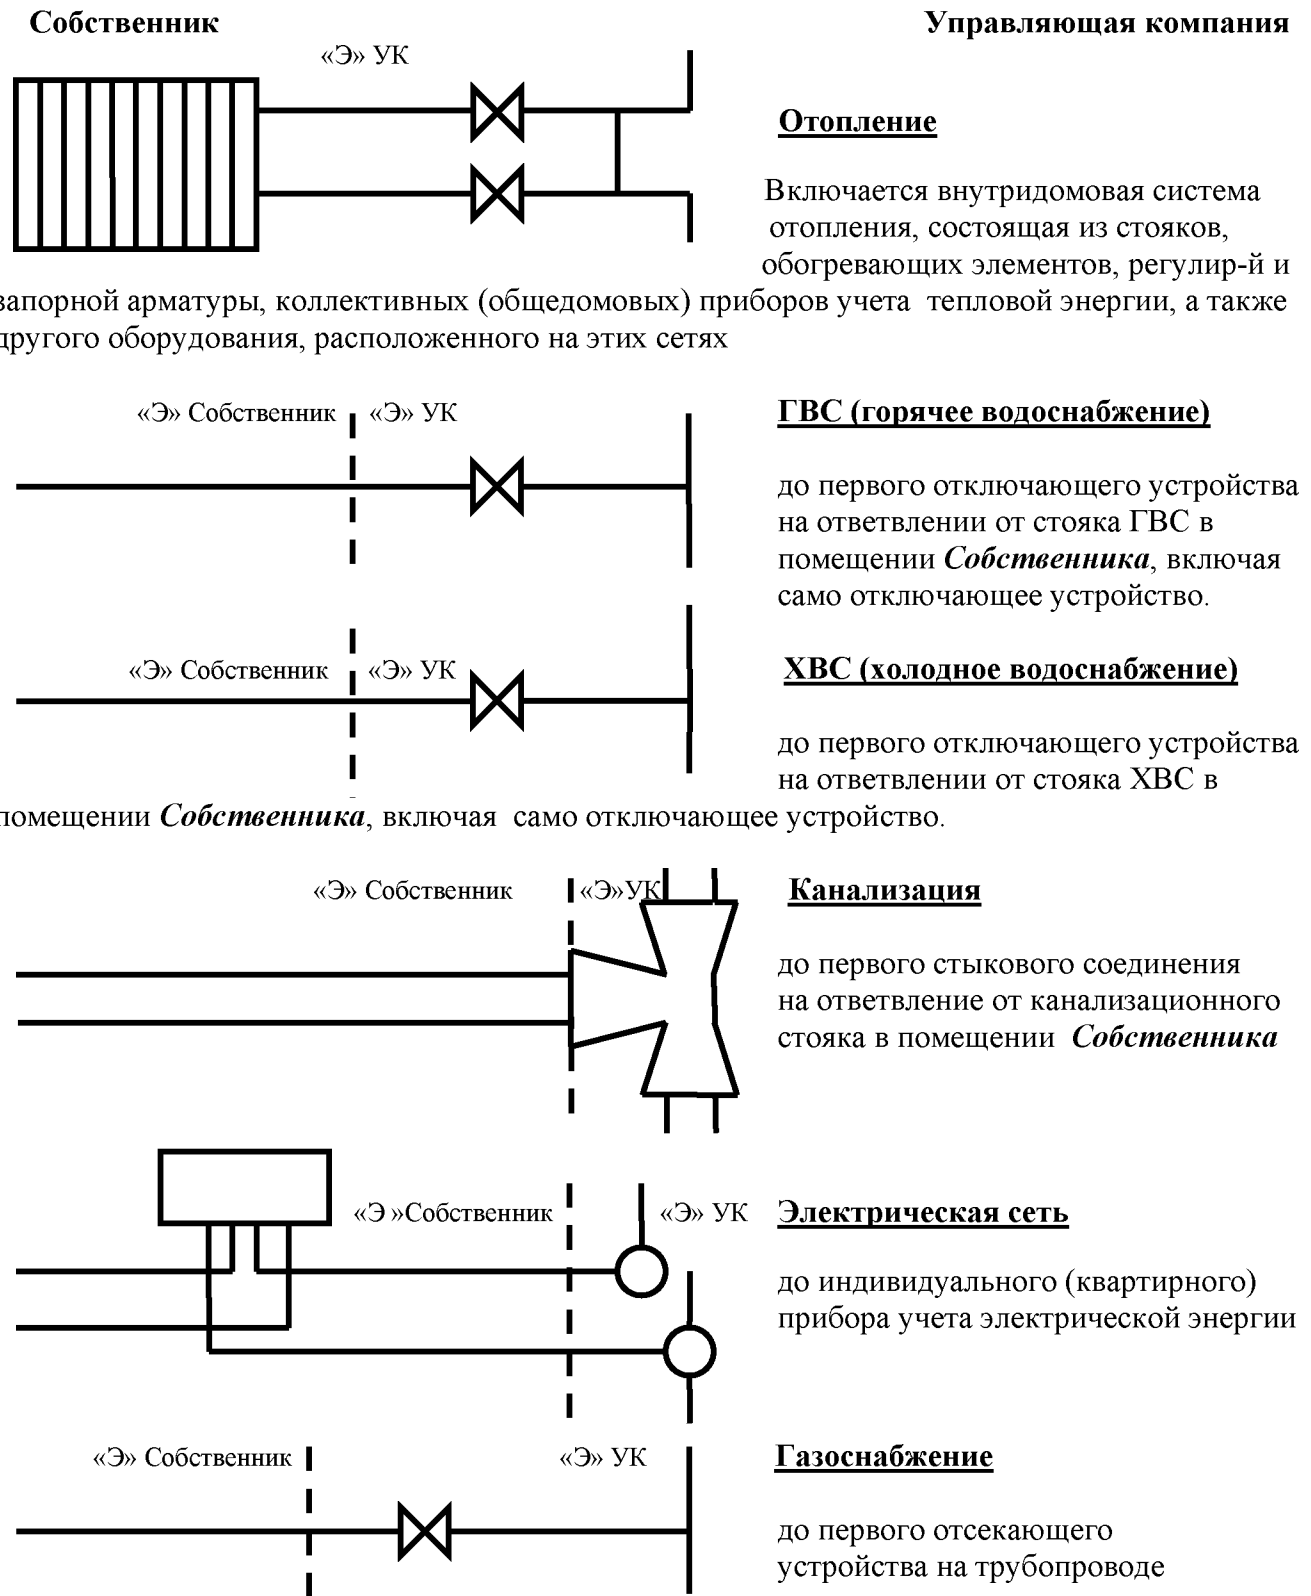 Собственник Управляющая компания
«Э» УК
Отопление
Включается внутридомовая система
отопления, состоящая из стояков,
обогревающих элементов, регулир-й и
запорной арматуры, коллективных (общедомовых) приборов учета тепловой энергии, а также
другого оборудования, расположенного на этих сетях
«Э» Собственник «Э» УК
ГВС (горячее водоснабжение)
до первого отключающего устройства
на ответвлении от стояка ГВС в
помещении Собственника, включая
само отключающее устройство.
«Э» Собственник «Э» УК
ХВС (холодное водоснабжение)
до первого отключающего устройства
на ответвлении от стояка ХВС в
помещении Собственника, включая само отключающее устройство.
«Э» Собственник «Э»УК
Канализация
до первого стыкового соединения
на ответвление от канализационного
стояка в помещении Собственника
«Э »Собственник «Э» УК
Электрическая сеть
до индивидуального (квартирного)
прибора учета электрической энергии
«Э» Собственник «Э» УК
Газоснабжение
до первого отсекающего
устройства на трубопроводе